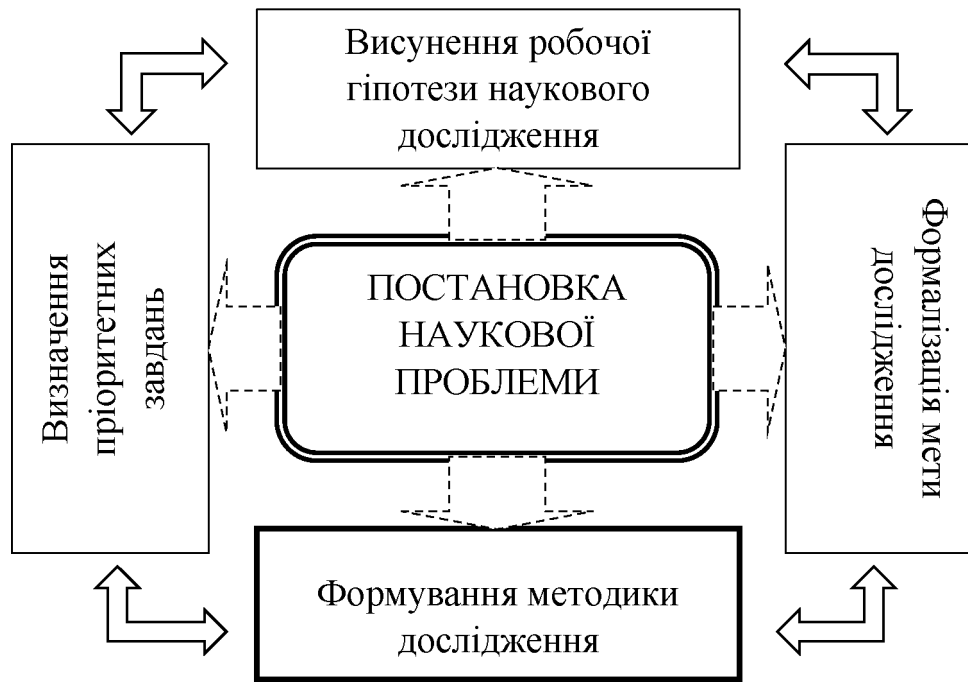 Висунення робочої
гіпотези наукового
дослідження
Визначення
пріоритетних
завдань
ПОСТАНОВКА
НАУКОВОЇ
ПРОБЛЕМИ
Формалізація мети
дослідження
Формування методики
дослідження